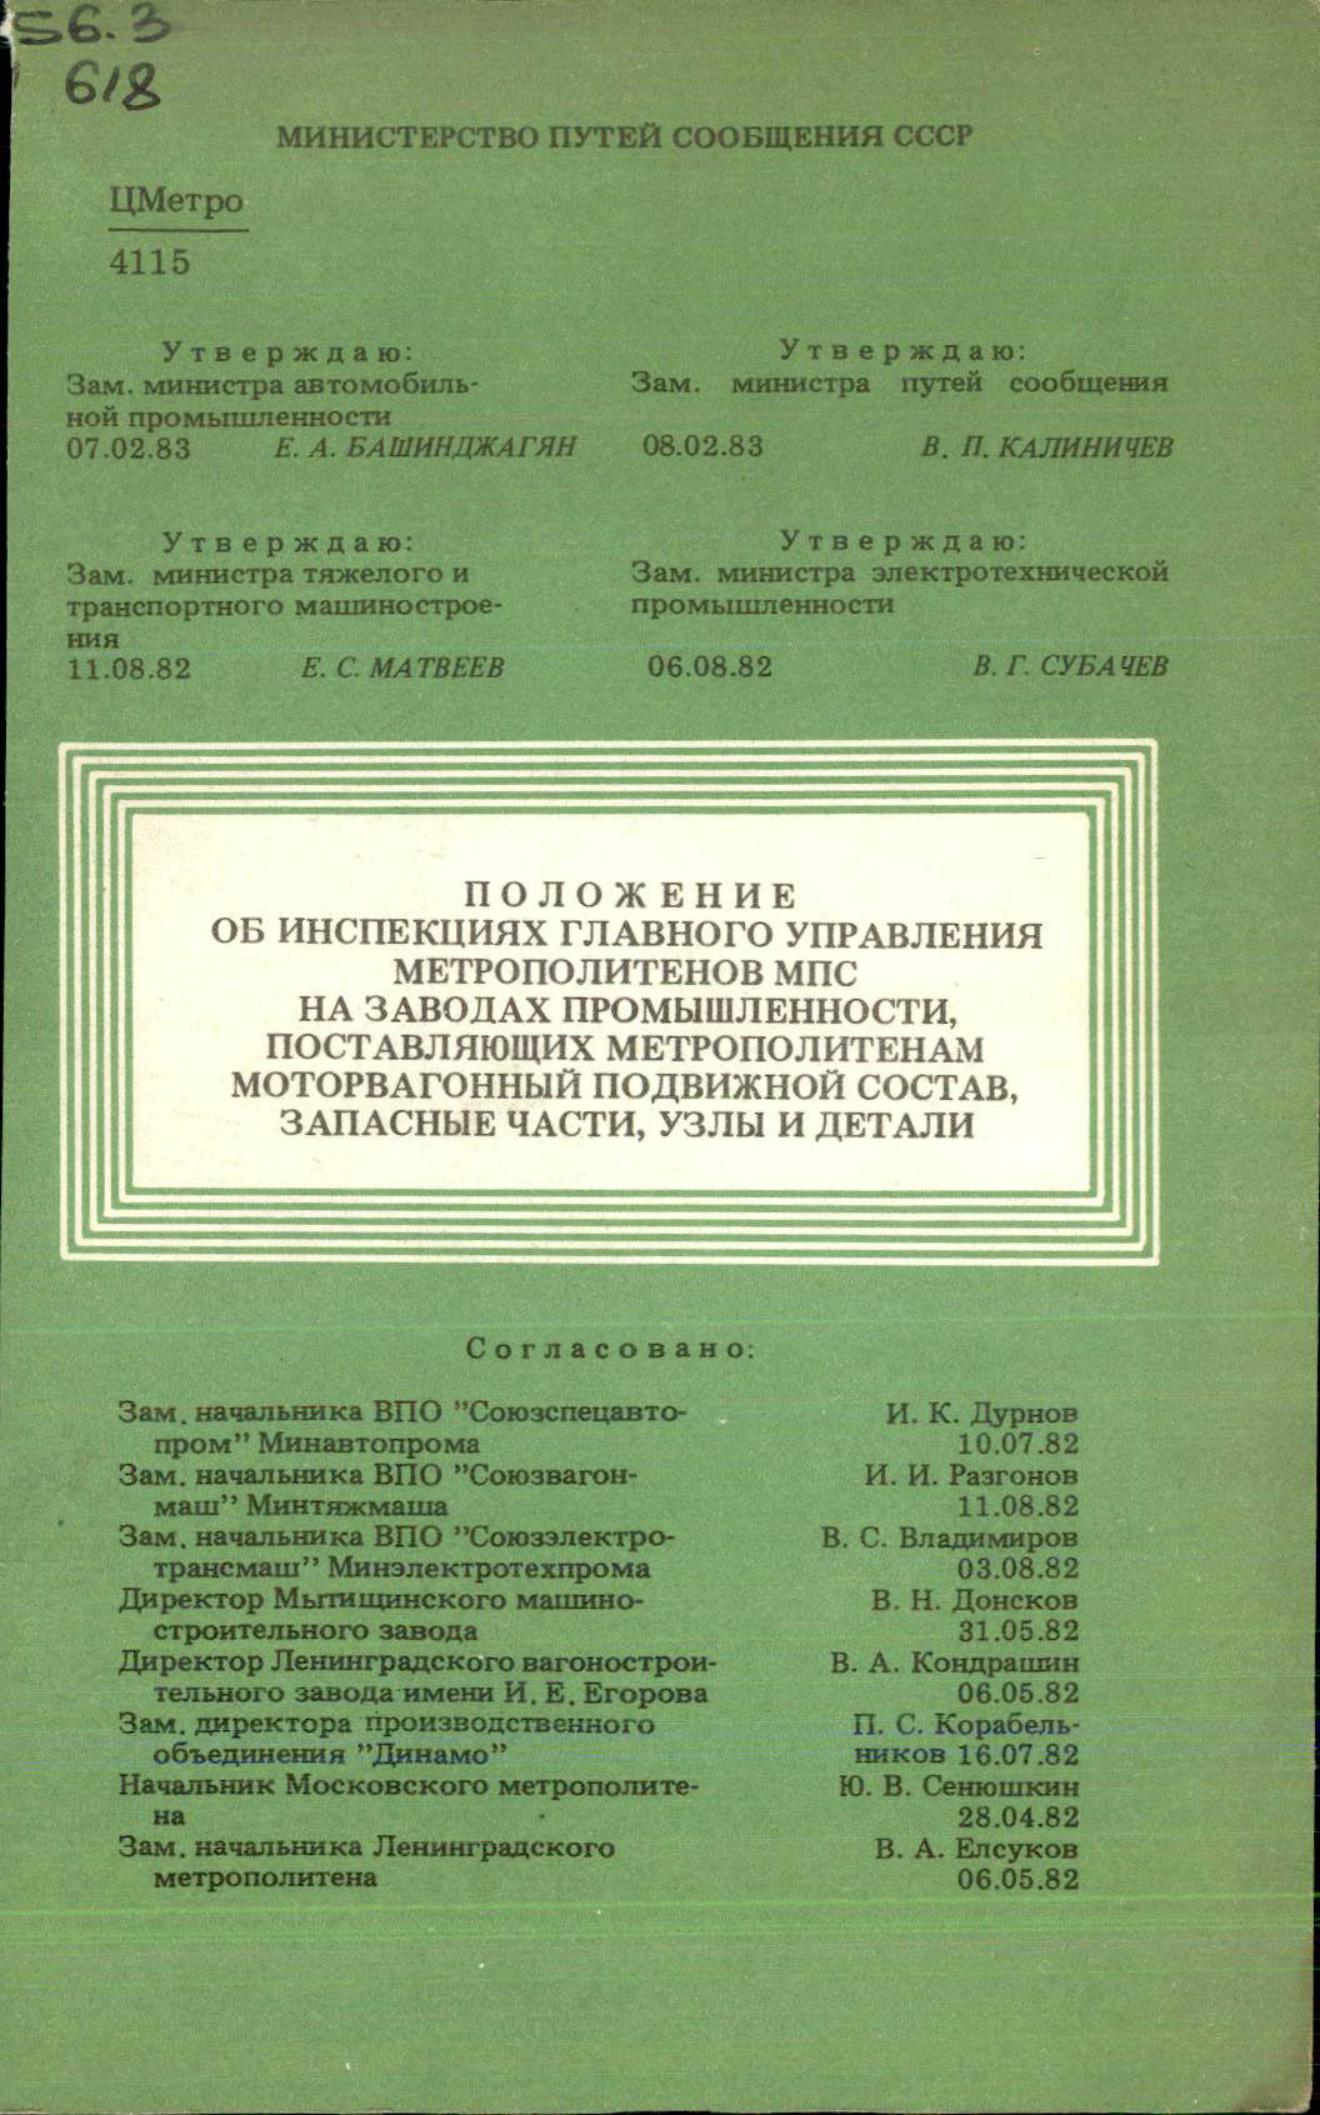 56.3
618
МИНИСТЕРСТВО ПУТЕЙ СООБЩЕНИЯ СССР
ЦМетро
4115
Утверждаю:
Зам. министра автомобиль-
ной промышленности
07.02.83 Е. А. БАШИНДЖАГЯН
Утверждаю:
Зам. министра путей сообщения
08.02.83 В. П. КАЛИНИЧЕВ
Утверждаю:
Зам. министра тяжелого и
транспортного машинострое-
ния
11.08.82 Е. С. МАТВЕЕВ
Утверждаю:
Зам. министра электротехнической
промышленности
06.08.82 В. Г. СУБАЧЕВ
ПОЛОЖЕНИЕ
ОБ ИНСПЕКЦИЯХ ГЛАВНОГО УПРАВЛЕНИЯ
МЕТРОПОЛИТЕНОВ МПС
НА ЗАВОДАХ ПРОМЫШЛЕННОСТИ,
ПОСТАВЛЯЮЩИХ МЕТРОПОЛИТЕНАМ
МОТОРВАГОННЫЙ ПОДВИЖНОЙ СОСТАВ,
ЗАПАСНЫЕ ЧАСТИ, УЗЛЫ И ДЕТАЛИ
Согласовано:
Зам. начальника ВПО "Союзспецавто- И. К. Дурнов
пром" Минавтопрома 10.07.82
Зам. начальника ВПО "Союзвагон- И. И. Разгонов
маш" Минтяжмаша 11.08.82
Зам. начальника ВПО "Союзэлектро- В. С. Владимиров
трансмаш" Минэлектротехпрома 03.08.82
Директор Мытищинского машино- В. Н. Донсков
строительного завода 31.05.82
Директор Ленинградского вагонострои- В. А. Кондрашин
тельного завода имени И. Е. Егорова 06.05.82
Зам. директора производственного П. С. Корабель-
объединения "Динамо" ников 16.07.82
Начальник Московского метрополите- Ю. В. Сенюшкин
на 28.04.82
Зам. начальника Ленинградского В. А. Елсуков
метрополитена 06.05.82